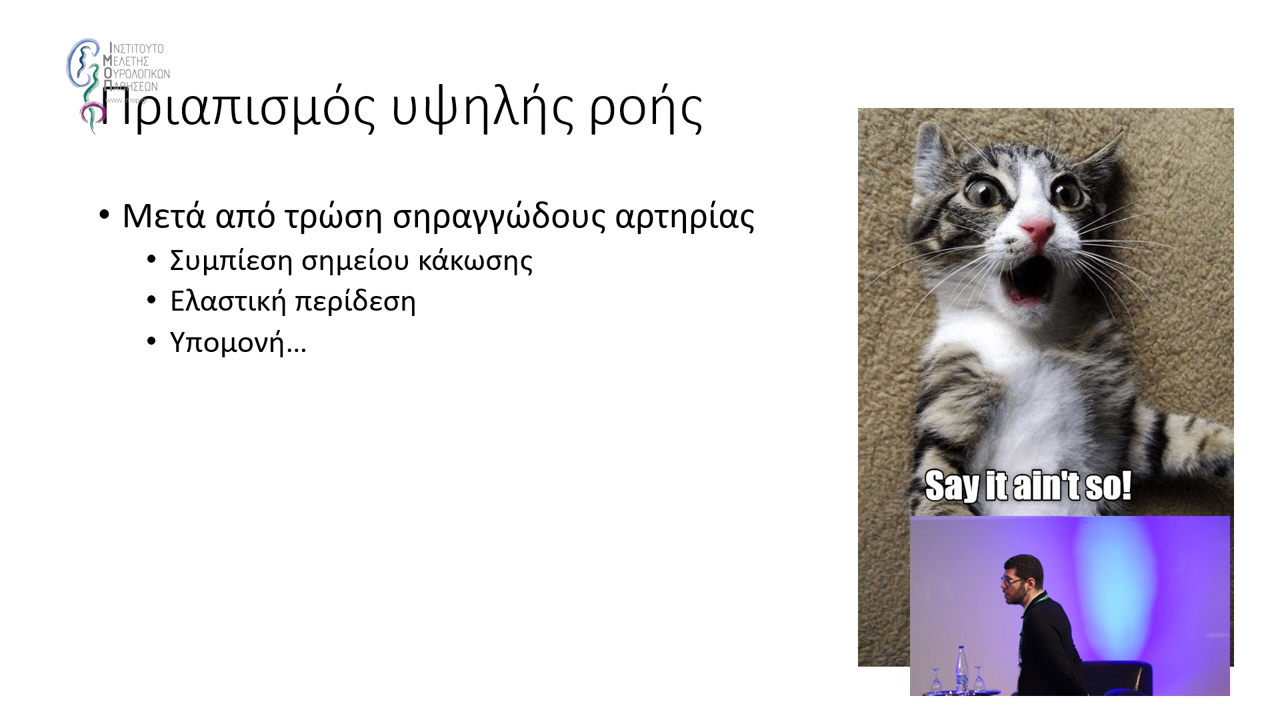 ΙΝΣΤΙΤΟΥΤΟ
ΜΕΛΕΤΗΣ
ΟΥΡΟΛΟΓΙΚΩΝ
ΠΑΘΗΣΕΩΝ
Πριαπισμός υψηλής ροής
• Μετά από τρώση σηραγγώδους αρτηρίας
• Συμπίεση σημείου κάκωσης
• Ελαστική περίδεση
• Υπομονή...
Say it ain't so!